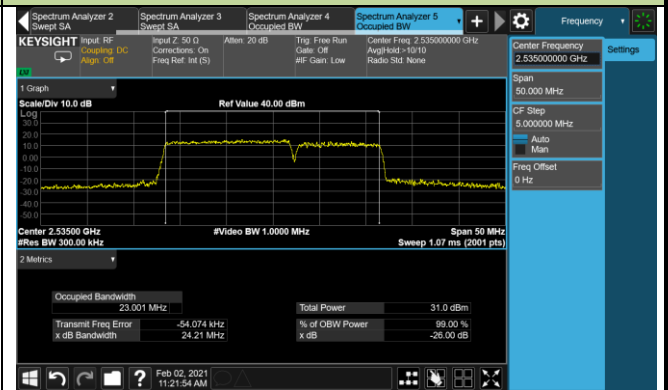 Spectrum Analyzer 2
Swept SA
Spectrum Analyzer 3
Swept SA
Spectrum Analyzer 4
Occupied BW
Spectrum Analyzer 5
Occupied BW
Frequency
KEYSIGHT
Input: RF
Coupling: DC
Align: Off
Input Z: 50 Ω
Corrections: On
Freq Ref: Int (S)
Atten: 20 dB
Trig: Free Run
Gate: Off
#IF Gain: Low
Center Freq: 2.535000000 GHz
Avg|Hold:>10/10
Radio Std: None
Center Frequency
2.535000000 GHz
Settings
Span
50.000 MHz
CF Step
5.000000 MHz
Auto
Man
Freq Offset
0 Hz
1 Graph
Scale/Div 10.0 dB
Ref Value 40.00 dBm
Log
30.0
20.0
10.0
0.00
-10.0
-20.0
-30.0
-40.0
-50.0
Center 2.53500 GHz
#Video BW 1.0000 MHz
Span 50 MHz
#Res BW 300.00 kHz
Sweep 1.07 ms (2001 pts)
2 Metrics
Occupied Bandwidth
23.001 MHz
Total Power
31.0 dBm
Transmit Freq Error
-54.074 kHz
% of OBW Power
99.00 %
x dB Bandwidth
24.21 MHz
x dB
-26.00 dB
?
Feb 02, 2021
11:21:54 AM